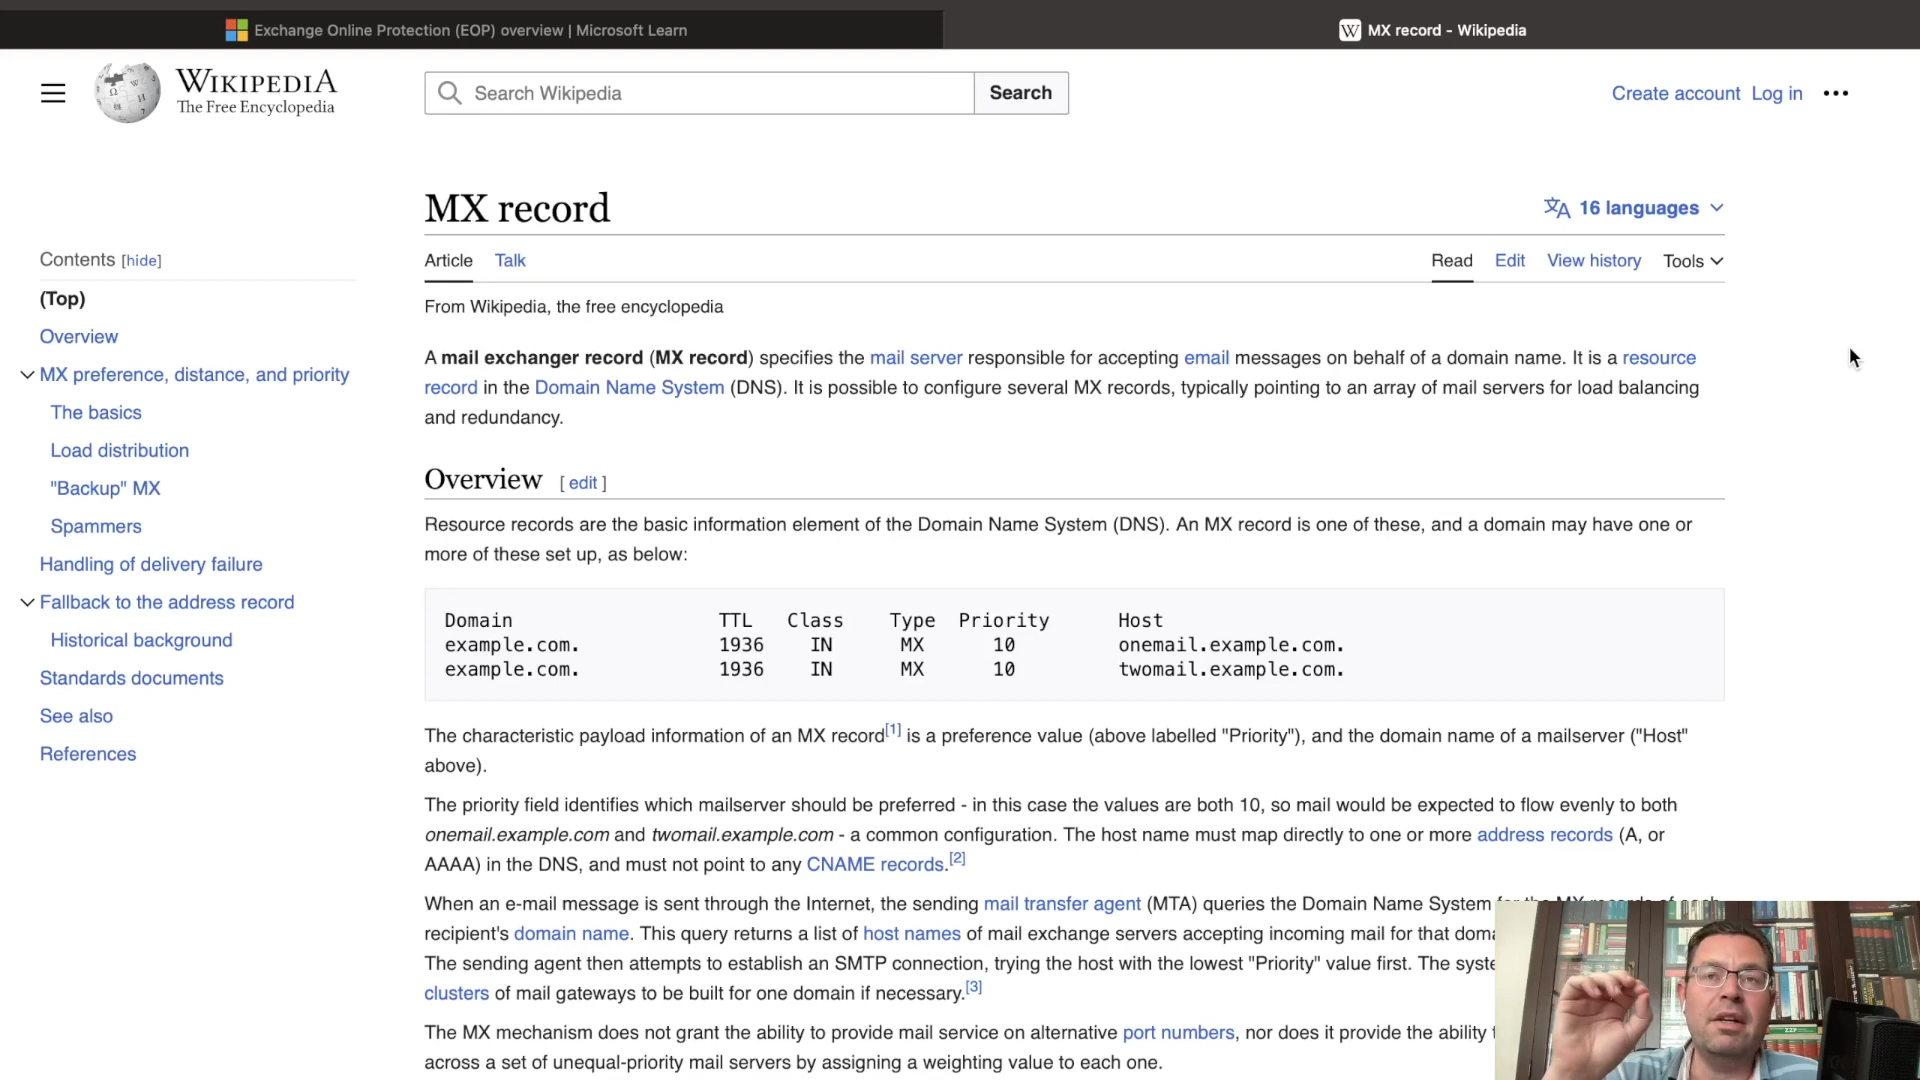 Exchange Online Protection (EOP) overview | Microsoft Learn
MX record - Wikipedia
WIKIPEDIA
The Free Encyclopedia
Search Wikipedia
Search
Create account Log in
MX record
16 languages
Contents [hide]
Article Talk
Read Edit View history Tools
(Top)
Overview
MX preference, distance, and priority
The basics
Load distribution
"Backup" MX
Spammers
Handling of delivery failure
Fallback to the address record
Historical background
Standards documents
See also
References
From Wikipedia, the free encyclopedia
A mail exchanger record (MX record) specifies the mail server responsible for accepting email messages on behalf of a domain name. It is a resource
record in the Domain Name System (DNS). It is possible to configure several MX records, typically pointing to an array of mail servers for load balancing
and redundancy.
Overview [ edit ]
Resource records are the basic information element of the Domain Name System (DNS). An MX record is one of these, and a domain may have one or
more of these set up, as below:
Domain TTL Class Type Priority Host
example.com. 1936 IN MX 10 onemail.example.com.
example.com. 1936 IN MX 10 twomail.example.com.
The characteristic payload information of an MX record[1] is a preference value (above labelled "Priority"), and the domain name of a mailserver ("Host"
above).
The priority field identifies which mailserver should be preferred - in this case the values are both 10, so mail would be expected to flow evenly to both
onemail.example.com and twomail.example.com - a common configuration. The host name must map directly to one or more address records (A, or
AAAA) in the DNS, and must not point to any CNAME records.[2]
When an e-mail message is sent through the Internet, the sending mail transfer agent (MTA) queries the Domain Name System
recipient's domain name. This query returns a list of host names of mail exchange servers accepting incoming mail for that
The sending agent then attempts to establish an SMTP connection, trying the host with the lowest "Priority" value first. The
clusters of mail gateways to be built for one domain if necessary.[3]
The MX mechanism does not grant the ability to provide mail service on alternative port numbers, nor does it provide the ability
across a set of unequal-priority mail servers by assigning a weighting value to each one.